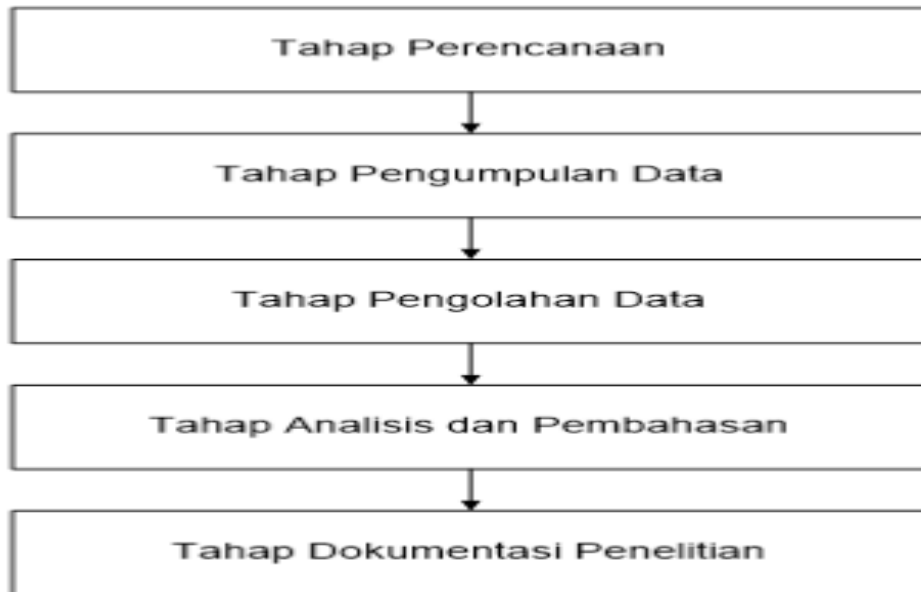 Tahap Perencanaan
Tahap Pengumpulan Data
Tahap Pengolahan Data
Tahap Analisis dan Pembahasan
Tahap Dokumentasi Penelitian